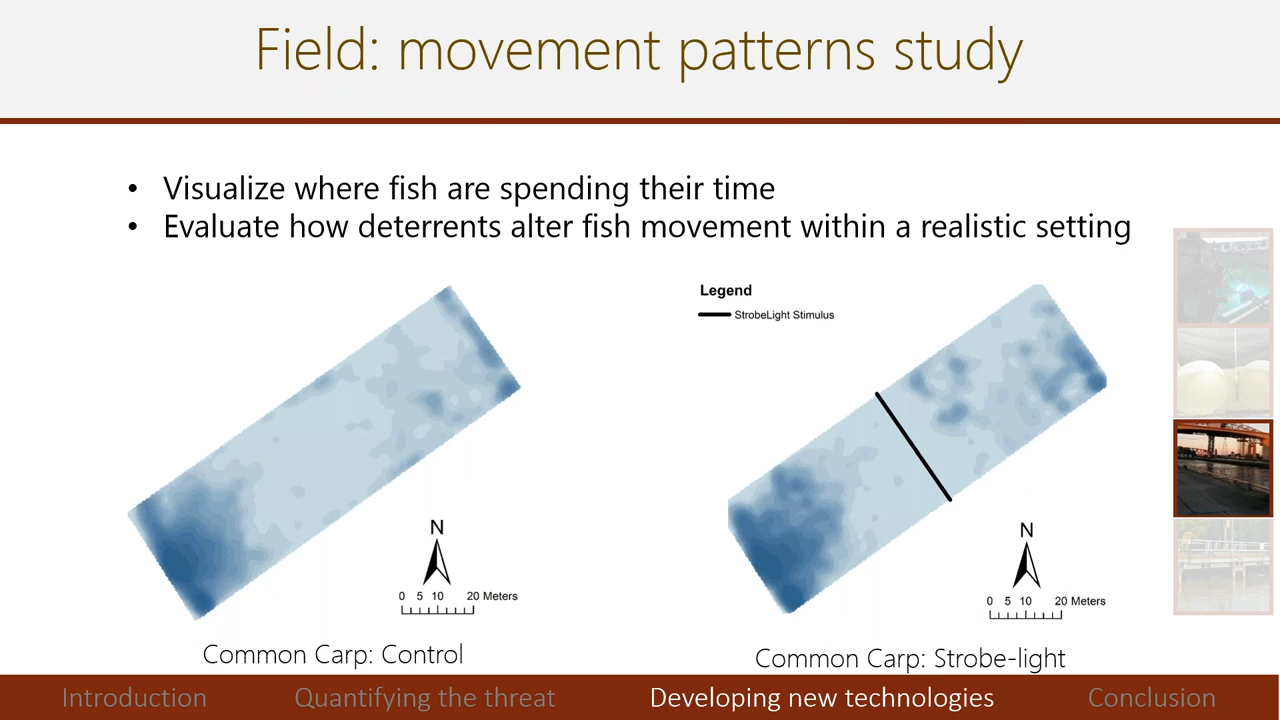 Field: movement patterns study
• Visualize where fish are spending their time
• Evaluate how deterrents alter fish movement within a realistic setting
Legend
StrobeLight Stimulus
N
0 5 10 20 Meters
N
0 5 10 20 Meters
Common Carp: Control
Common Carp: Strobe-light
Introduction Quantifying the threat Developing new technologies Conclusion